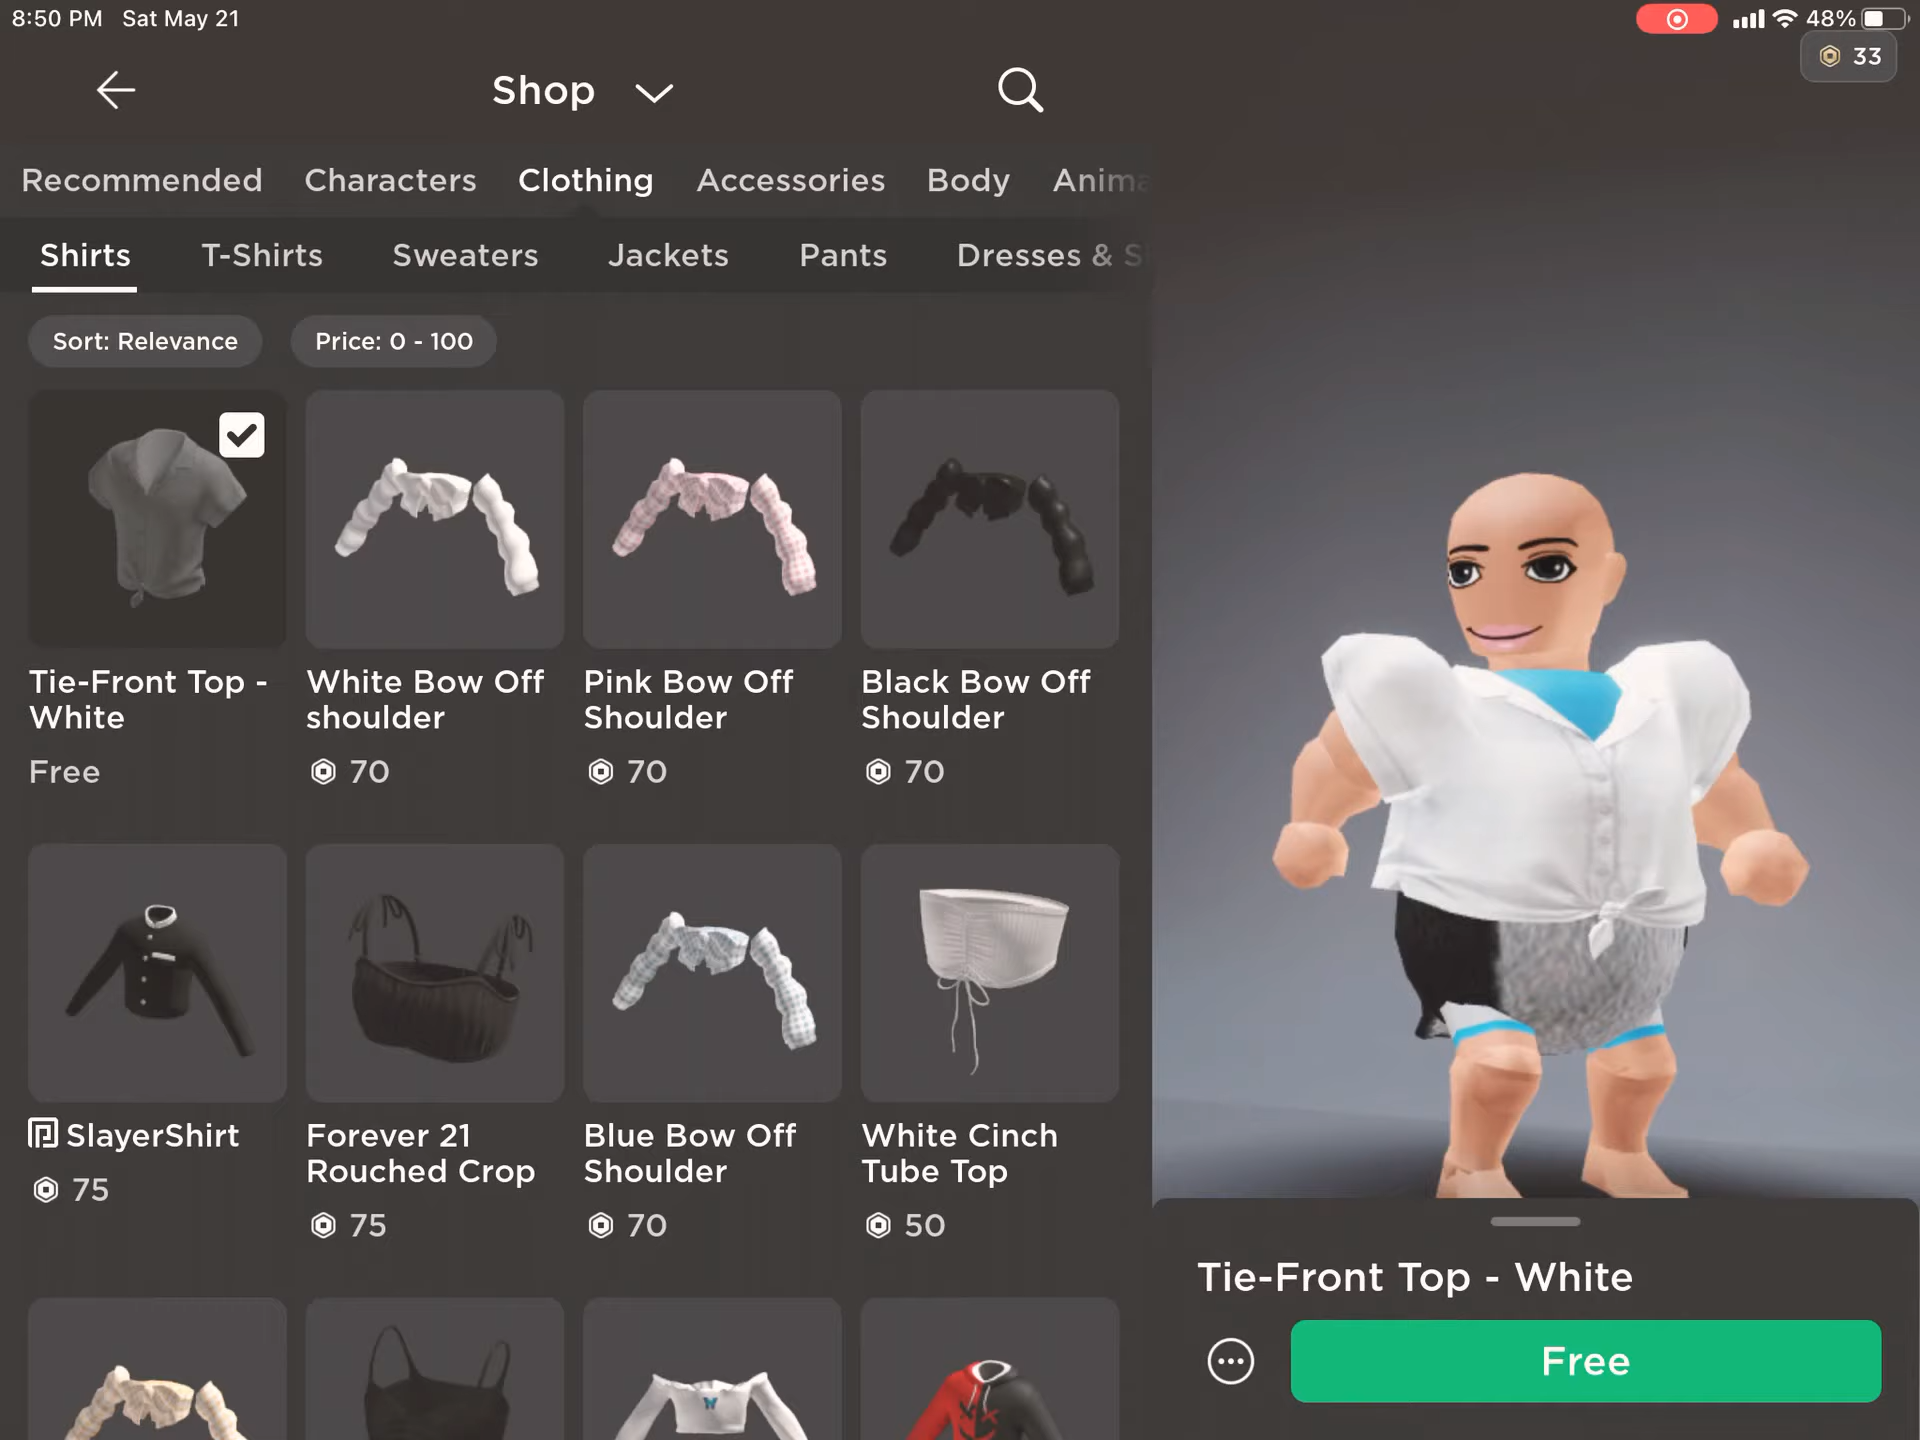 8:50 PM Sat May 21
48%
33
Shop
Recommended Characters Clothing Accessories Body Anima
Shirts T-Shirts Sweaters Jackets Pants Dresses & S
Sort: Relevance Price: 0 - 100
Tie-Front Top -
White
Free
White Bow Off
shoulder
70
Pink Bow Off
Shoulder
70
Black Bow Off
Shoulder
70
SlayerShirt
75
Forever 21
Rouched Crop
75
Blue Bow Off
Shoulder
70
White Cinch
Tube Top
50
Tie-Front Top - White
Free